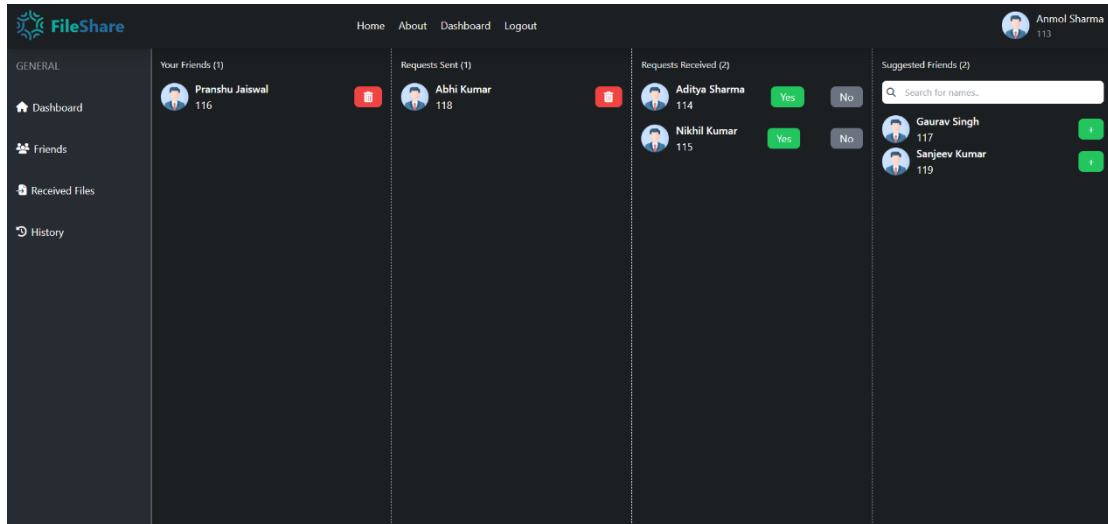 FileShare
Home About Dashboard Logout
Anmol Sharma
113
GENERAL
Dashboard
Friends
Received Files
History
Your Friends (1)
Pranshu Jaiswal
116
Requests Sent (1)
Abhi Kumar
118
Requests Received (2)
Aditya Sharma
114
Yes No
Nikhil Kumar
115
Yes No
Suggested Friends (2)
Search for names..
Gaurav Singh
117
+
Sanjeev Kumar
119
+